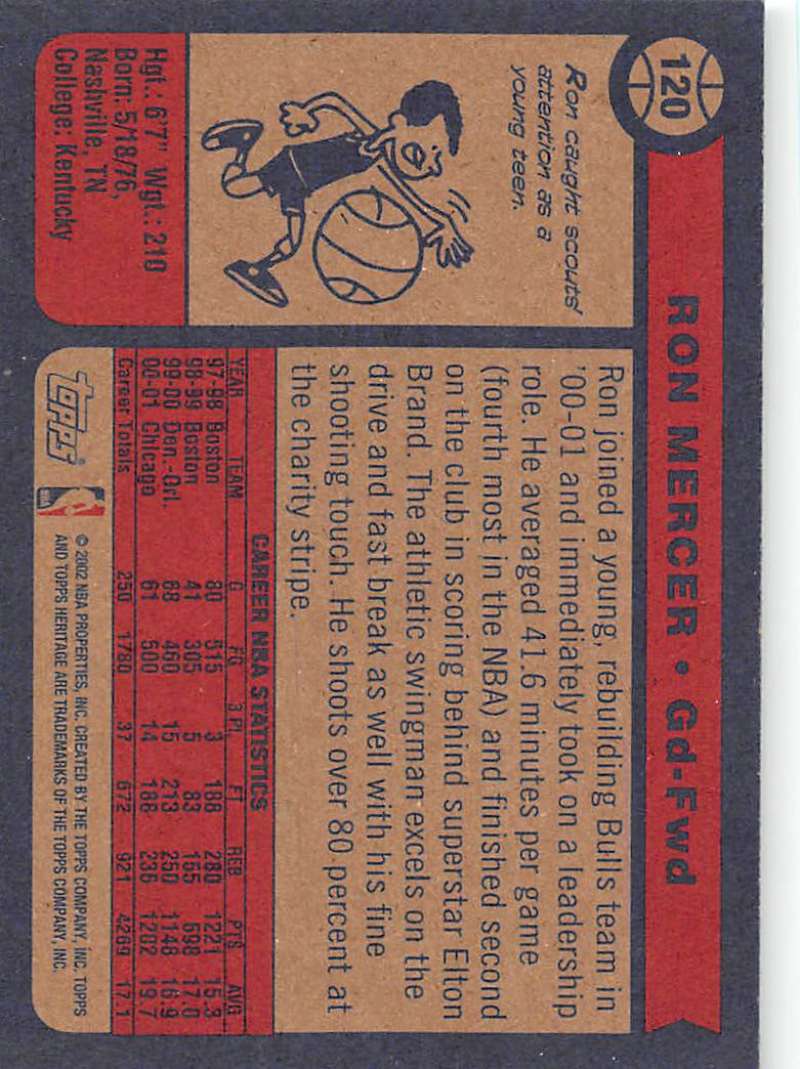 120
RON MERCER • Gd-Fwd
Ron caught scouts'
attention as a
young teen.
Hgt.: 6'7" Wgt.: 210
Born: 5/18/76,
Nashville, TN
College: Kentucky
Ron joined a young, rebuilding Bulls team in
'00-01 and immediately took on a leadership
role. He averaged 41.6 minutes per game
(fourth most in the NBA) and finished second
on the club in scoring behind superstar Elton
Brand. The athletic swingman excels on the
drive and fast break as well with his fine
shooting touch. He shoots over 80 percent at
the charity stripe.
CAREER NBA STATISTICS
YEAR TEAM G FG 3 PT. FT REB PTS AVG
97-98 Boston 80 515 3 188 280 1221 15.3
98-99 Boston 41 305 5 83 155 698 17.0
99-00 Den.-Orl. 68 460 15 213 250 1148 16.9
00-01 Chicago 61 500 14 188 236 1202 19.7
Career Totals 250 1780 37 672 921 4269 17.1
TOPPS
NBA
© 2002 NBA PROPERTIES, INC. CREATED BY THE TOPPS COMPANY, INC. TOPPS
AND TOPPS HERITAGE ARE TRADEMARKS OF THE TOPPS COMPANY, INC.